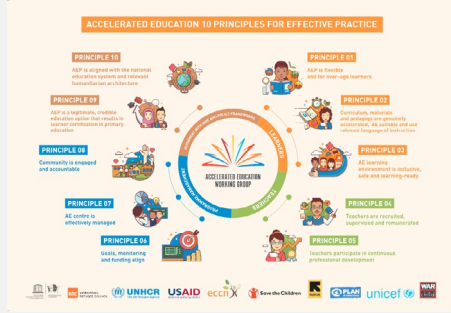 ACCELERATED EDUCATION 10 PRINCIPLES FOR EFFECTIVE PRACTICE
PRINCIPLE 10
AEP is aligned with the national
education system and relevant
humanitarian architecture
PRINCIPLE 01
AEP is flexible
and for over-age learners
PRINCIPLE 09
AEP is a legitimate, credible
education option that results in
learner certification in primary
education
PRINCIPLE 02
Curriculum, materials,
and pedagogy are genuinely
accelerated, AE suitable and use
relevant language of instruction
PRINCIPLE 08
Community is engaged
and accountable
PRINCIPLE 03
AE learning
environment is inclusive,
safe and learning-ready
PRINCIPLE 07
AE centre is
effectively managed
PRINCIPLE 04
Teachers are recruited,
supervised and remunerated
PRINCIPLE 06
Goals, monitoring
and funding align
PRINCIPLE 05
Teachers participate in continuous
professional development
LEARNERS
TEACHERS
PROGRAMME MANAGEMENT
ACCELERATED EDUCATION
WORKING GROUP
UNHCR
USAID
eccn
Save the Children
PLAN
unicef
WAR